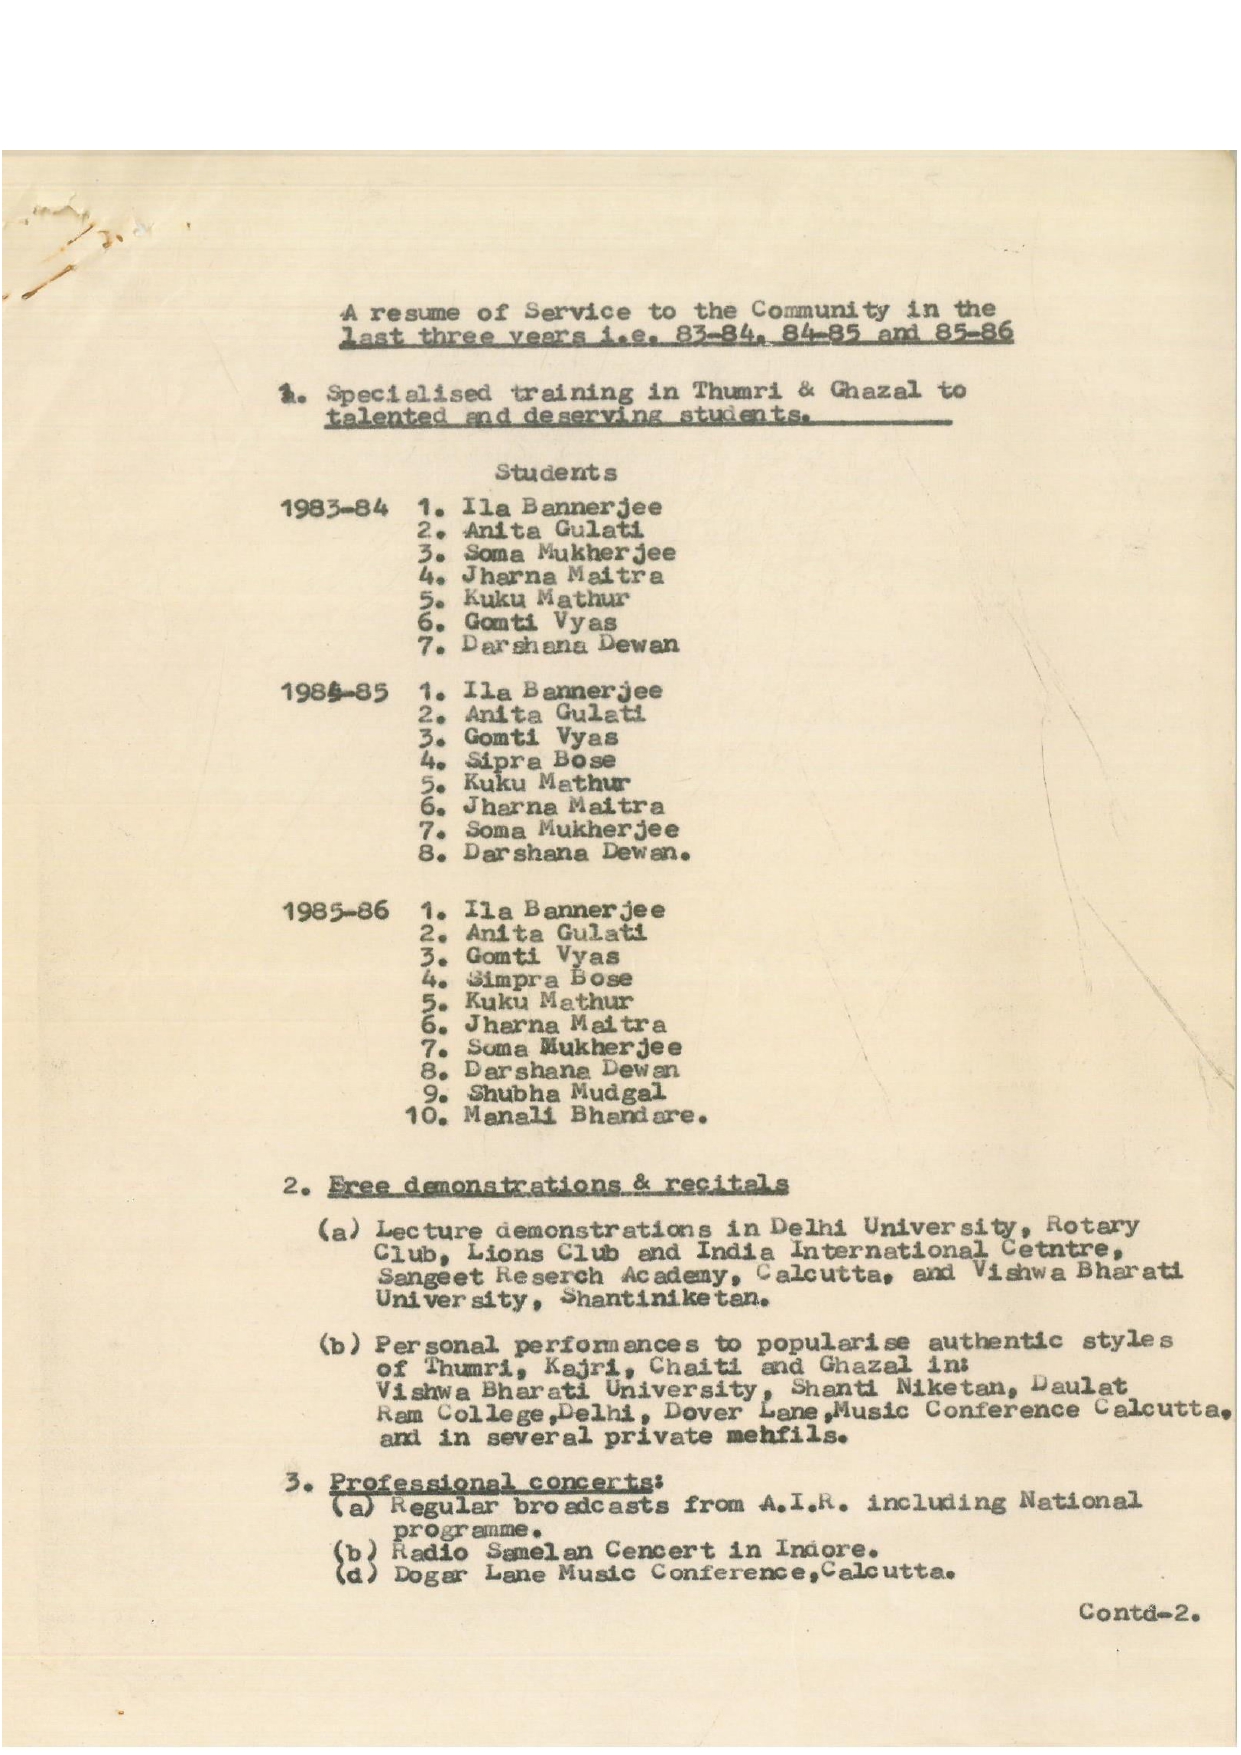 A resume of Service to the Community in the
last three years i.e. 83-84. 84-85 and 85-86
1. Specialised training in Thumri & Ghazal to
talented and deserving students.
Students
1983-84 1. Ila Bannerjee
2. Anita Gulati
3. Soma Mukherjee
4. Jharna Maitra
5. Kuku Mathur
6. Gomti Vyas
7. Darshana Dewan
1984-85 1. Ila Bannerjee
2. Anita Gulati
3. Gomti Vyas
4. Sipra Bose
5. Kuku Mathur
6. Jharna Maitra
7. Soma Mukherjee
8. Darshana Dewan.
1985-86 1. Ila Bannerjee
2. Anita Gulati
3. Gomti Vyas
4. Simpra Bose
5. Kuku Mathur
6. Jharna Maitra
7. Soma Mukherjee
8. Darshana Dewan
9. Shubha Mudgal
10. Manali Bhandare.
2. Free demonstrations & recitals
(a) Lecture demonstrations in Delhi University, Rotary
Club, Lions Club and India International Cetntre,
Sangeet Reserch Academy, Calcutta, and Vishwa Bharati
University, Shantiniketan.
(b) Personal performances to popularise authentic styles
of Thumri, Kajri, Chaiti and Ghazal in:
Vishwa Bharati University, Shanti Niketan, Daulat
Ram College,Delhi, Dover Lane,Music Conference Calcutta,
and in several private mehfils.
3. Professional concerts:
(a) Regular broadcasts from A.I.R. including National
programme.
(b) Radio Samelan Cencert in Indore.
(d) Dogar Lane Music Conference,Calcutta.
Contd-2.